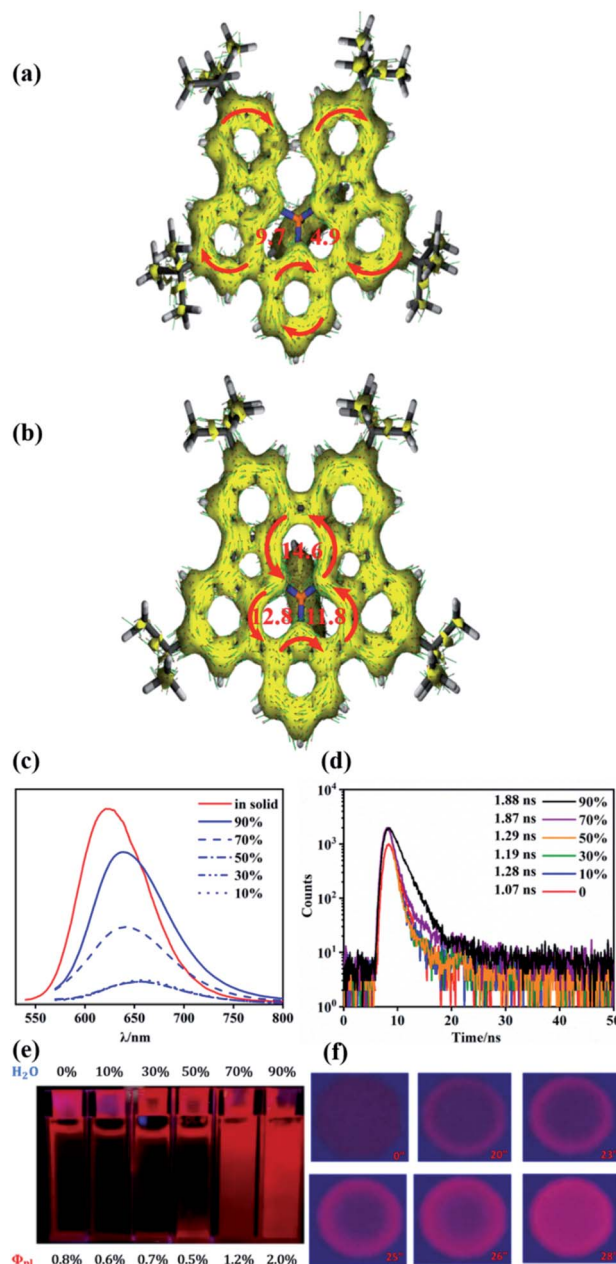 (a)
9.7 4.9
(b)
14.6
12.8 11.8
(c)
in solid
90%
70%
50%
30%
10%
550 600 650 700 750 800
λ/nm
(d)
1.88 ns 90%
1.87 ns 70%
1.29 ns 50%
1.19 ns 30%
1.28 ns 10%
1.07 ns 0
Counts
10⁴
10³
10²
10¹
10⁰
0 10 20 30 40 50
Time/ns
(e)
H₂O 0% 10% 30% 50% 70% 90%
Φₚₗ 0.8% 0.6% 0.7% 0.5% 1.2% 2.0%
(f)
0" 20" 23"
25" 26" 28"